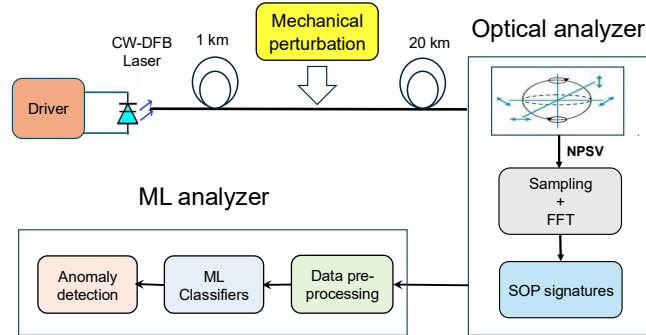 Mechanical
perturbation
Optical analyzer
CW-DFB
Laser
1 km
20 km
Driver
NPSV
Sampling
+
FFT
ML analyzer
SOP signatures
Anomaly
detection
ML
Classifiers
Data pre-
processing